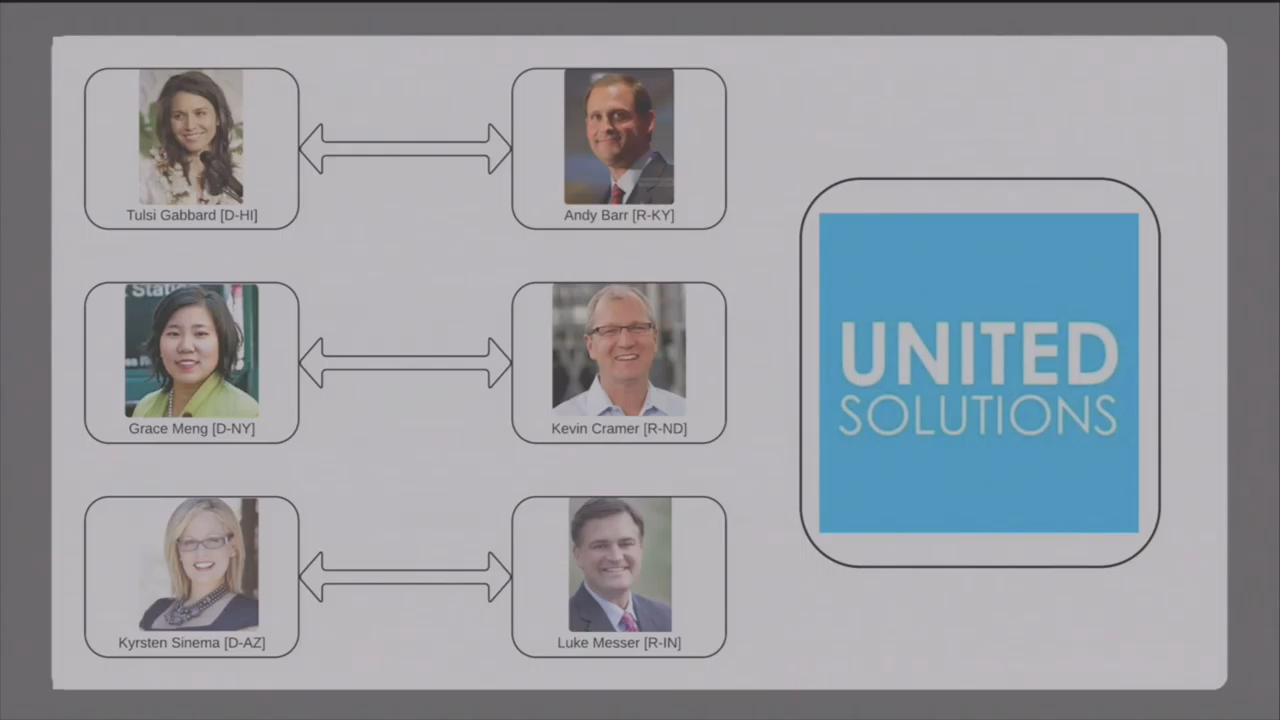 Tulsi Gabbard [D-HI]
Andy Barr [R-KY]
Grace Meng [D-NY]
Kevin Cramer [R-ND]
Kyrsten Sinema [D-AZ]
Luke Messer [R-IN]
UNITED
SOLUTIONS